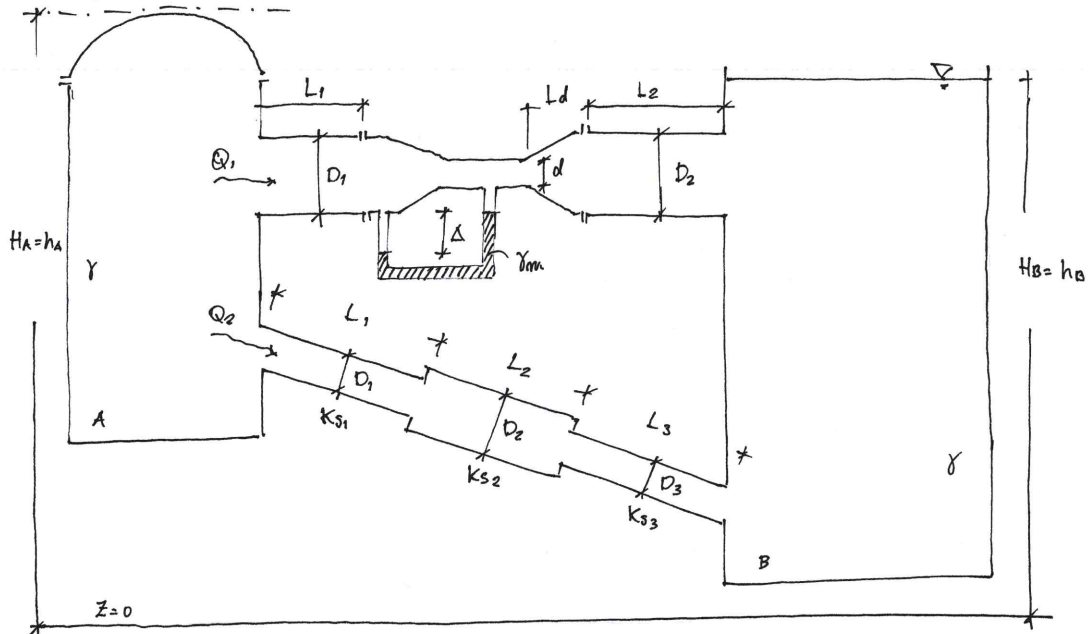 L₁
Ld
L₂
Q₁
D₁
d
D₂
Δ
HA=hA
γ
γm
HB=hB
Q₂
L₁
L₂
D₁
L₃
A
KS₁
D₂
KS₂
D₃
γ
KS₃
B
Z=0